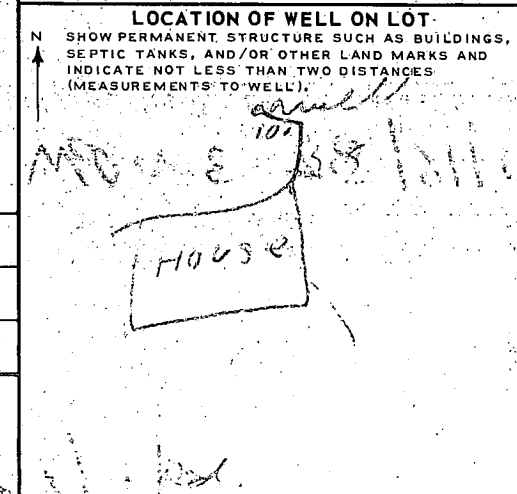 LOCATION OF WELL ON LOT
N
SHOW PERMANENT STRUCTURE SUCH AS BUILDINGS,
SEPTIC TANKS, AND/OR OTHER LAND MARKS AND
INDICATE NOT LESS THAN TWO DISTANCES
(MEASUREMENTS TO WELL).
well
10'
House